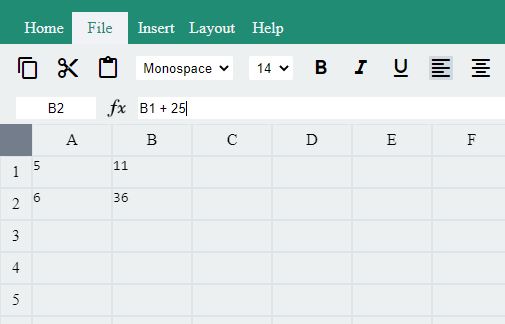 Home File Insert Layout Help
Monospace 14 B I U
B2 fx B1 + 25
A B C D E F
1 5 11
2 6 36
3
4
5